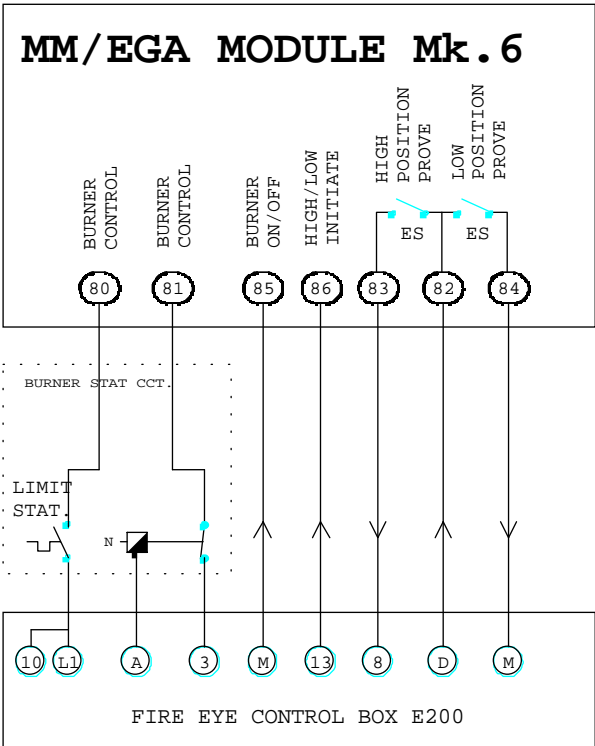 MM/EGA MODULE Mk.6
BURNER
CONTROL
BURNER
CONTROL
BURNER
ON/OFF
HIGH/LOW
INITIATE
HIGH
POSITION
PROVE
LOW
POSITION
PROVE
ES
ES
80
81
85
86
83
82
84
BURNER STAT CCT.
LIMIT
STAT.
N
10
L1
A
3
M
13
8
D
M
FIRE EYE CONTROL BOX E200